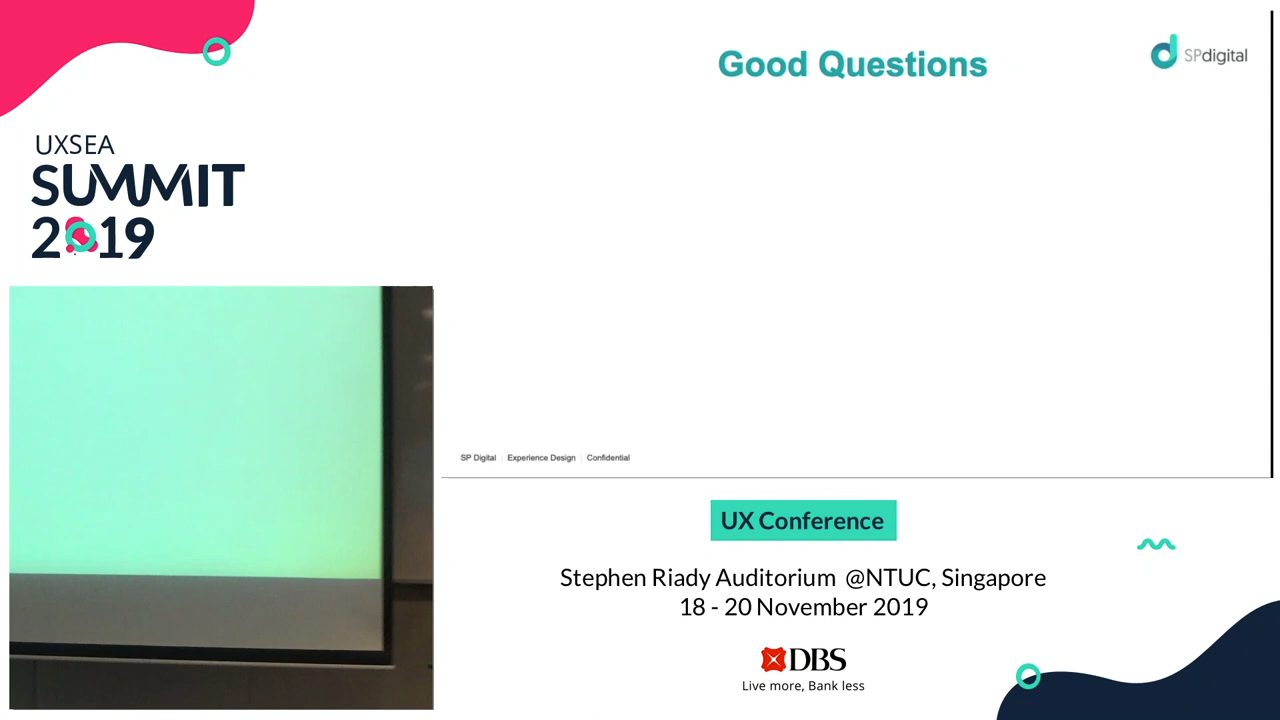 UXSEA
SUMMIT
2019
Good Questions
SPdigital
SP Digital | Experience Design | Confidential
UX Conference
Stephen Riady Auditorium @NTUC, Singapore
18 - 20 November 2019
DBS
Live more, Bank less